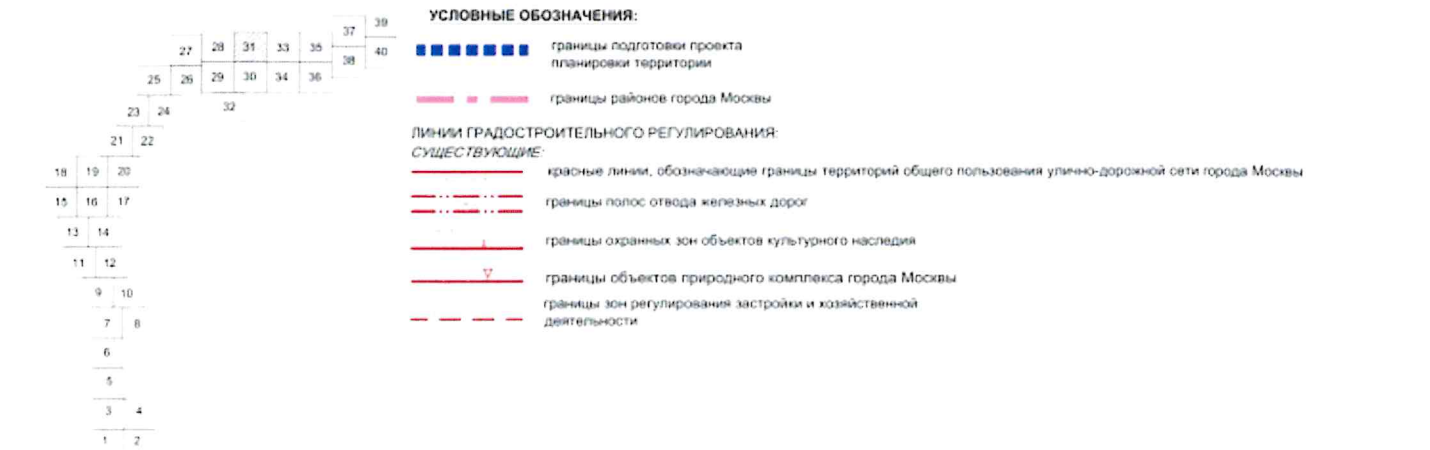 39
37
40
27 28 31 33 35
38
25 26 29 30 34 36
23 24 32
21 22
18 19 20
15 16 17
13 14
11 12
9 10
7 8
6
5
3 4
1 2
УСЛОВНЫЕ ОБОЗНАЧЕНИЯ:
границы подготовки проекта
планировки территории
границы районов города Москвы
ЛИНИИ ГРАДОСТРОИТЕЛЬНОГО РЕГУЛИРОВАНИЯ:
СУЩЕСТВУЮЩИЕ:
красные линии, обозначающие границы территорий общего пользования улично-дорожной сети города Москвы
границы полос отвода железных дорог
границы охранных зон объектов культурного наследия
границы объектов природного комплекса города Москвы
границы зон регулирования застройки и хозяйственной
деятельности